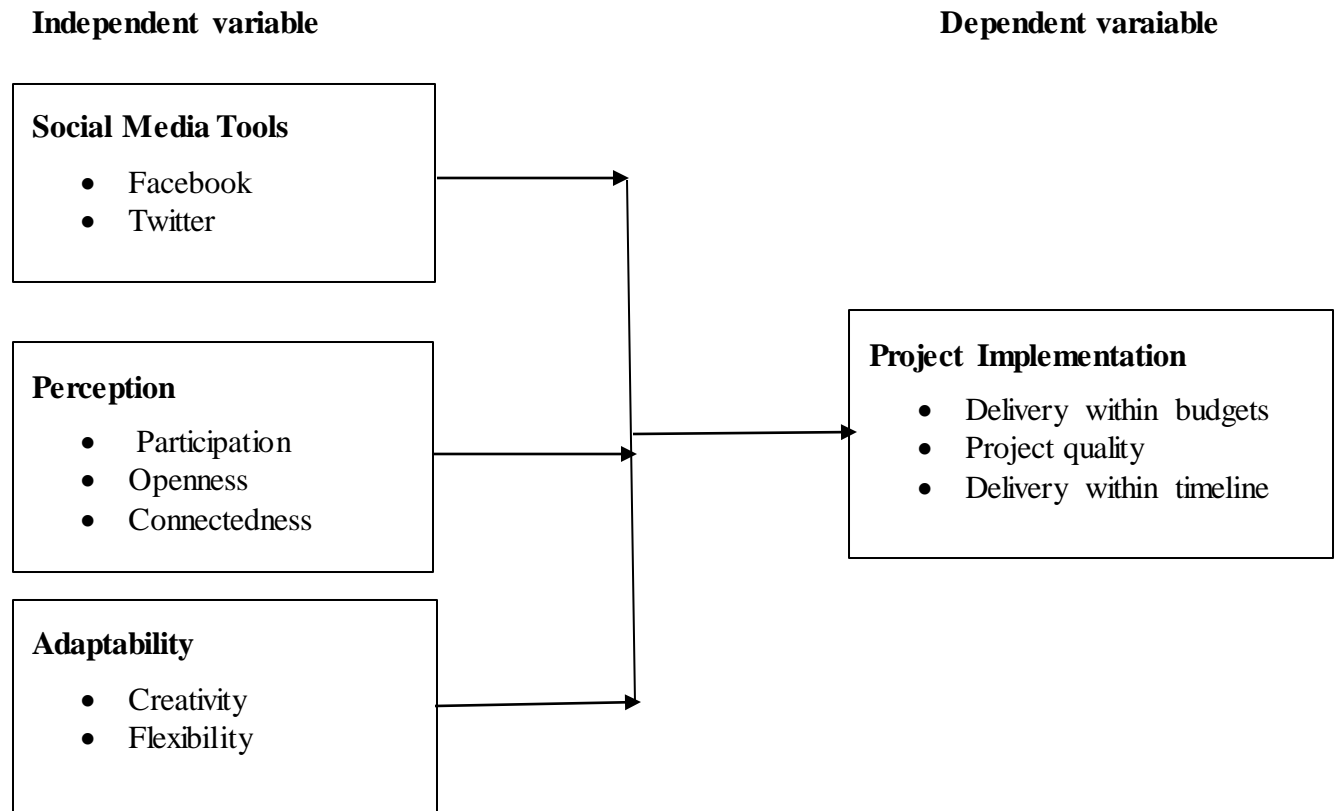 Independent variable
Dependent varaiable
Social Media Tools
• Facebook
• Twitter
Perception
• Participation
• Openness
• Connectedness
Adaptability
• Creativity
• Flexibility
Project Implementation
• Delivery within budgets
• Project quality
• Delivery within timeline